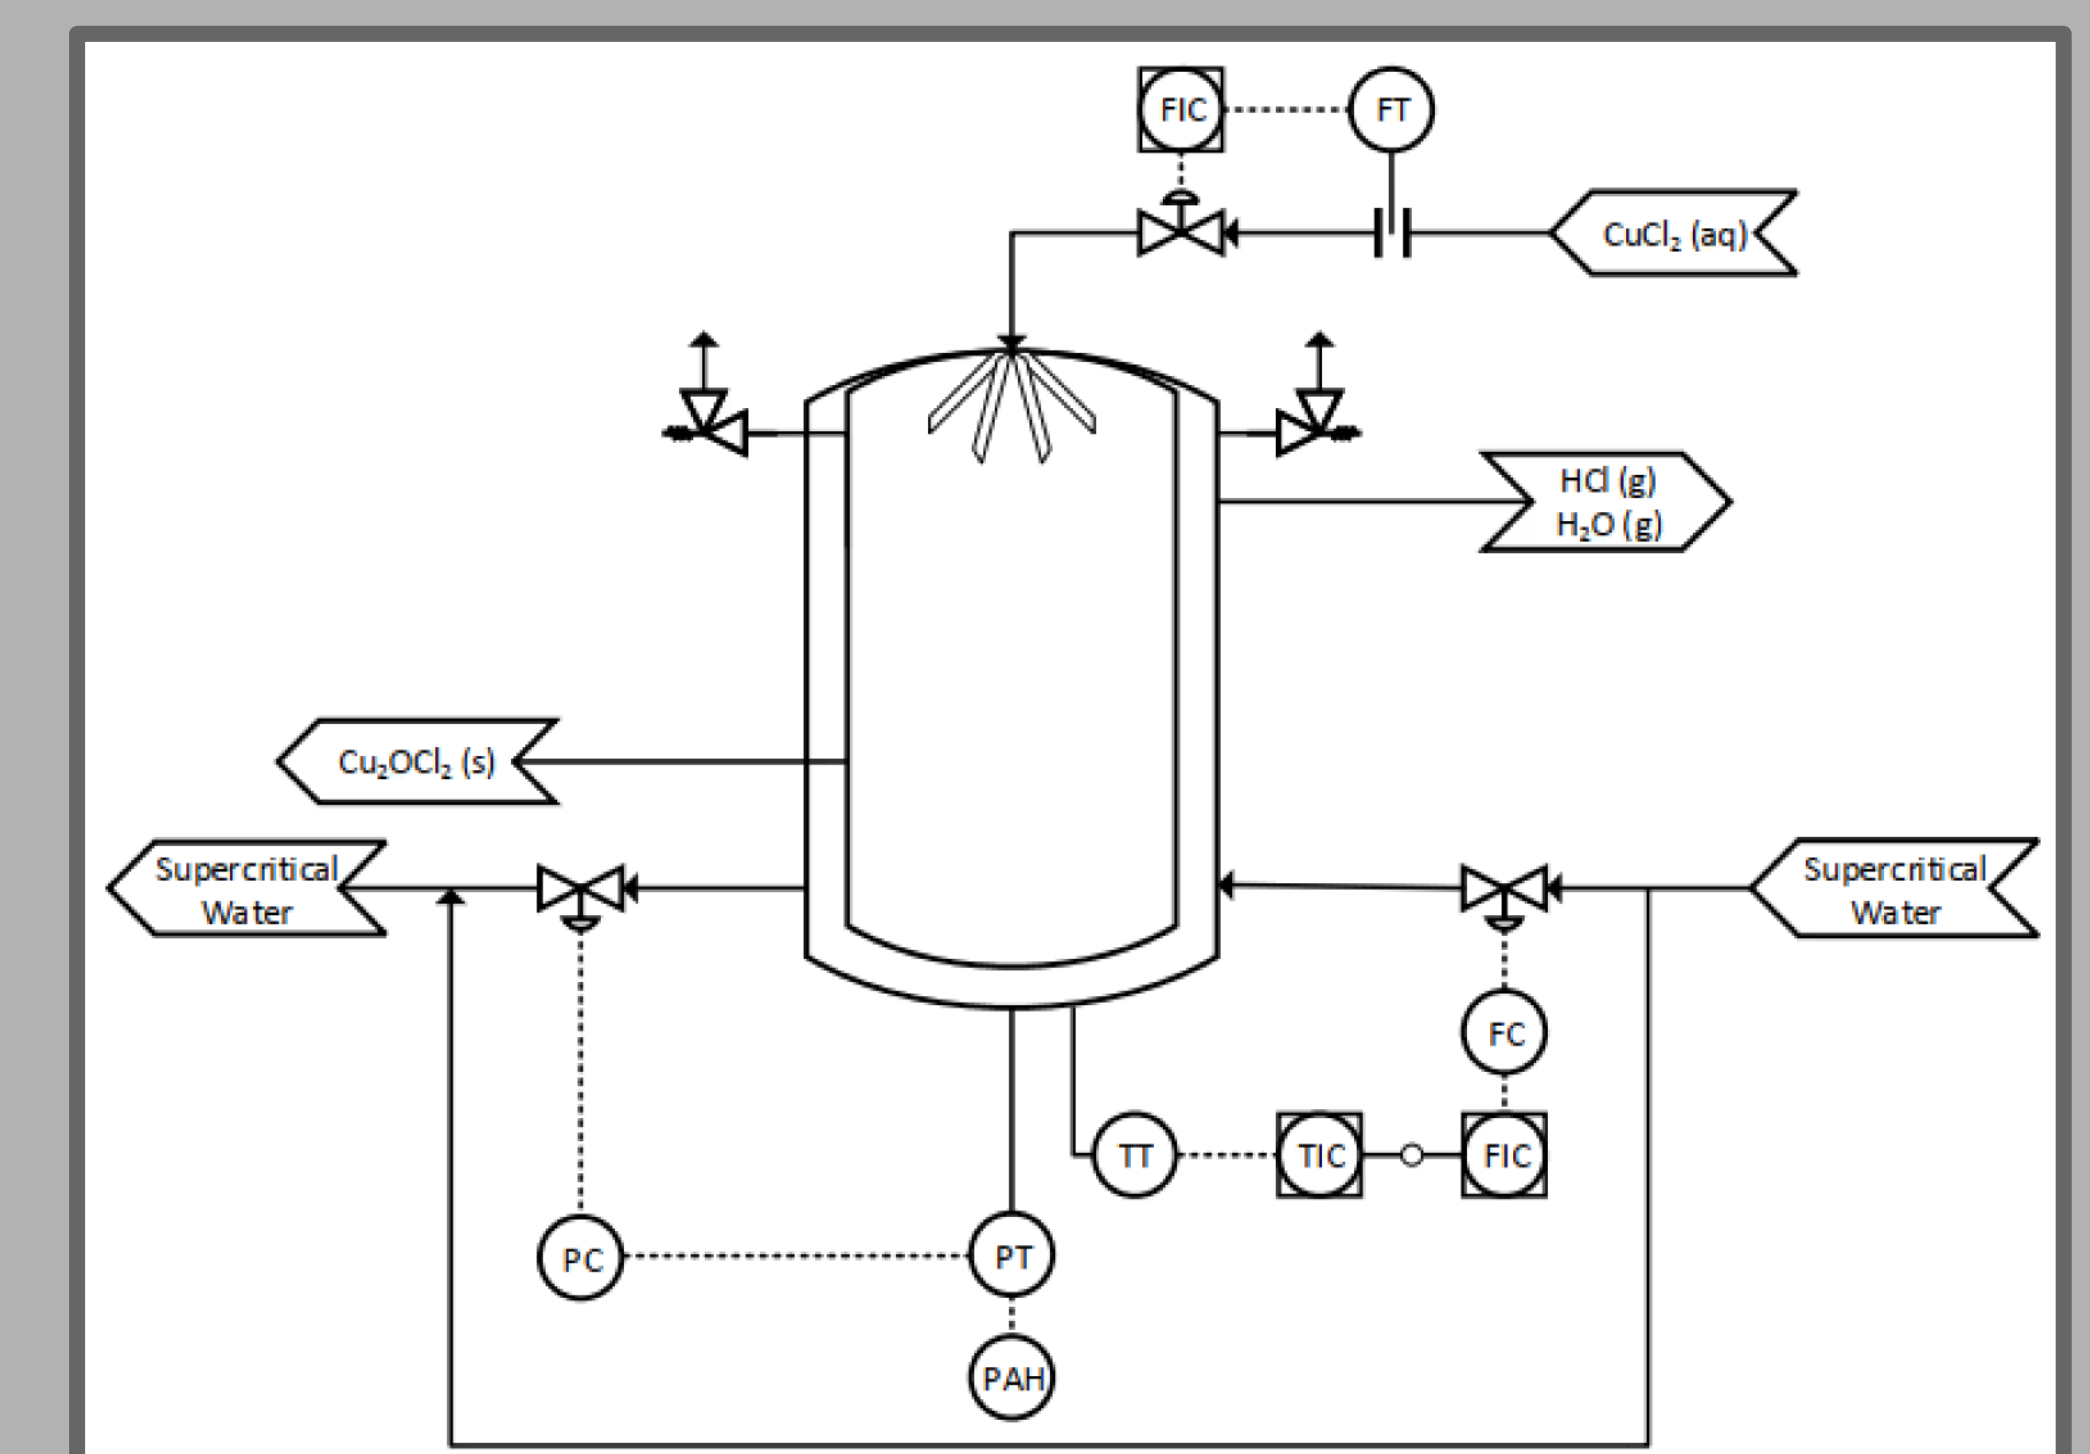 FIC
FT
CuCl₂ (aq)
HCl (g)
H₂O (g)
Cu₂OCl₂ (s)
Supercritical
Water
Supercritical
Water
FC
TT
TIC
FIC
PC
PT
PAH